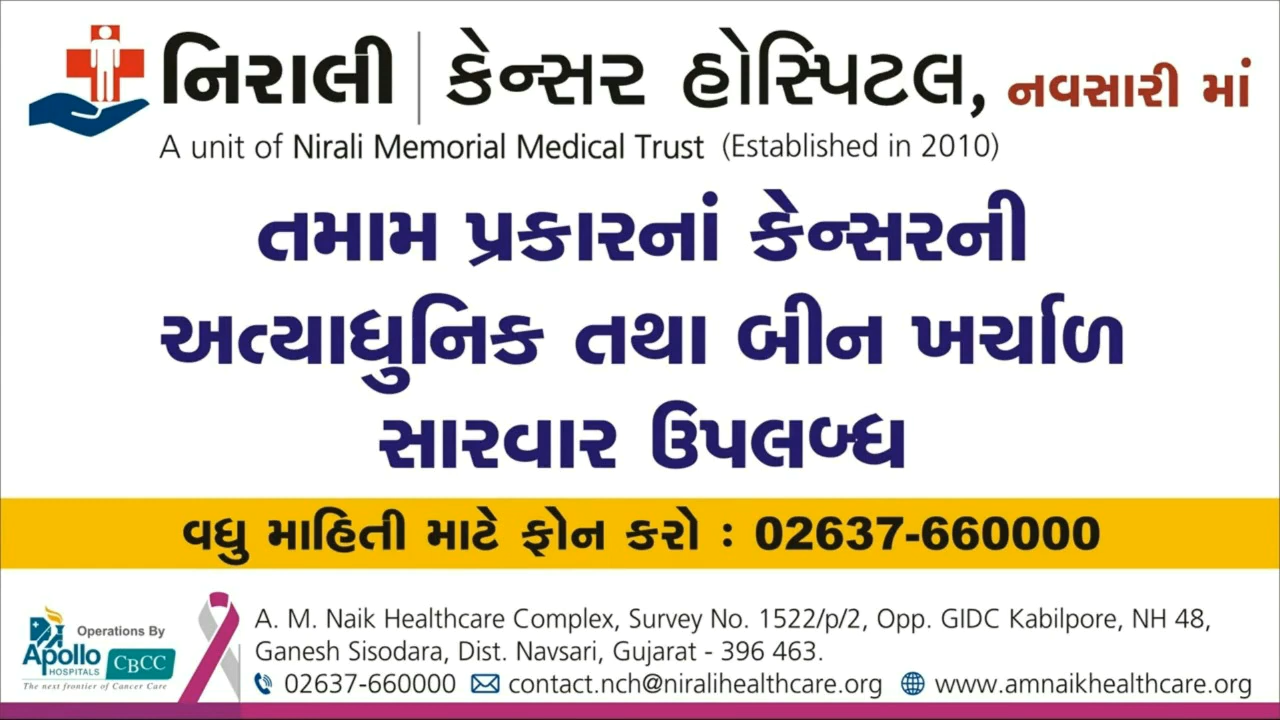 નિરાલી | કેન્સર હોસ્પિટલ, નવસારી માં
A unit of Nirali Memorial Medical Trust (Established in 2010)
તમામ પ્રકારનાં કેન્સરની
અત્યાધુનિક તથા બીન ખર્ચાળ
સારવાર ઉપલબ્ધ
વધુ માહિતી માટે ફોન કરો : 02637-660000
Operations By
Apollo
HOSPITALS
CBCC
The next frontier of Cancer Care
A. M. Naik Healthcare Complex, Survey No. 1522/p/2, Opp. GIDC Kabilpore, NH 48,
Ganesh Sisodara, Dist. Navsari, Gujarat - 396 463.
02637-660000 contact.nch@niralihealthcare.org www.amnaikhealthcare.org